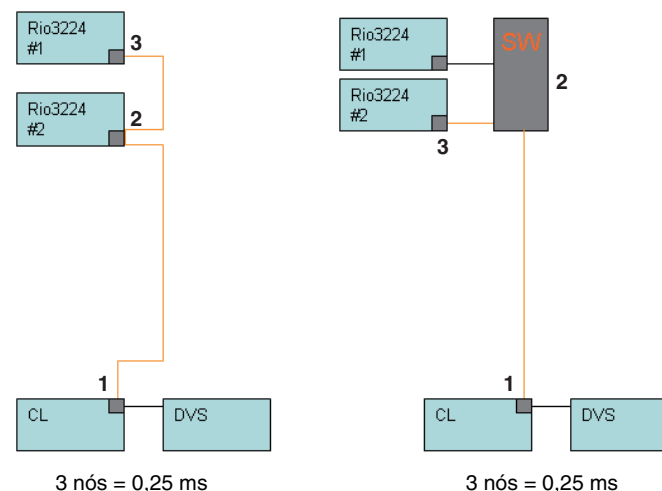 Rio3224
#1
3
Rio3224
#2
2
1
CL
DVS
3 nós = 0,25 ms
Rio3224
#1
SW
2
Rio3224
#2
3
1
CL
DVS
3 nós = 0,25 ms